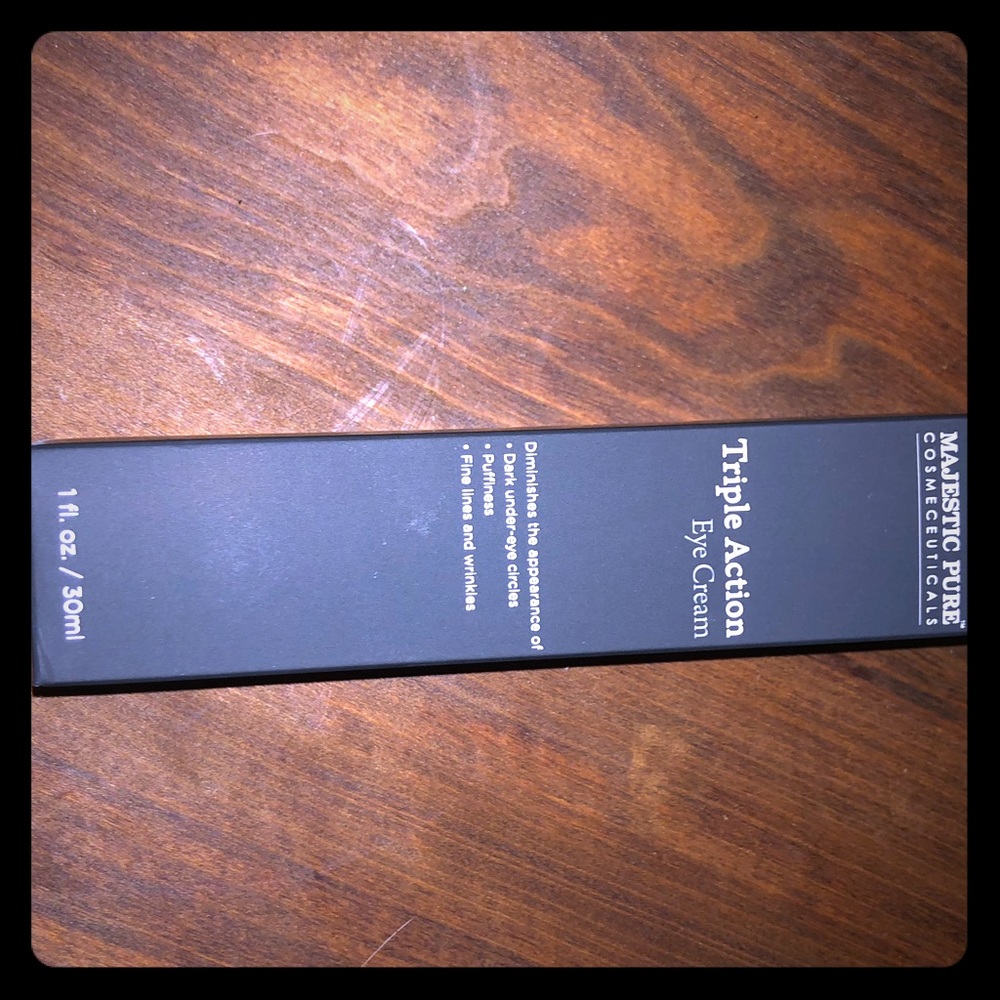 MAJESTIC PURE™
COSMECEUTICALS
Triple Action
Eye Cream
Diminishes the appearance of
• Dark under-eye circles
• Puffiness
• Fine lines and wrinkles
1 fl. oz. / 30ml